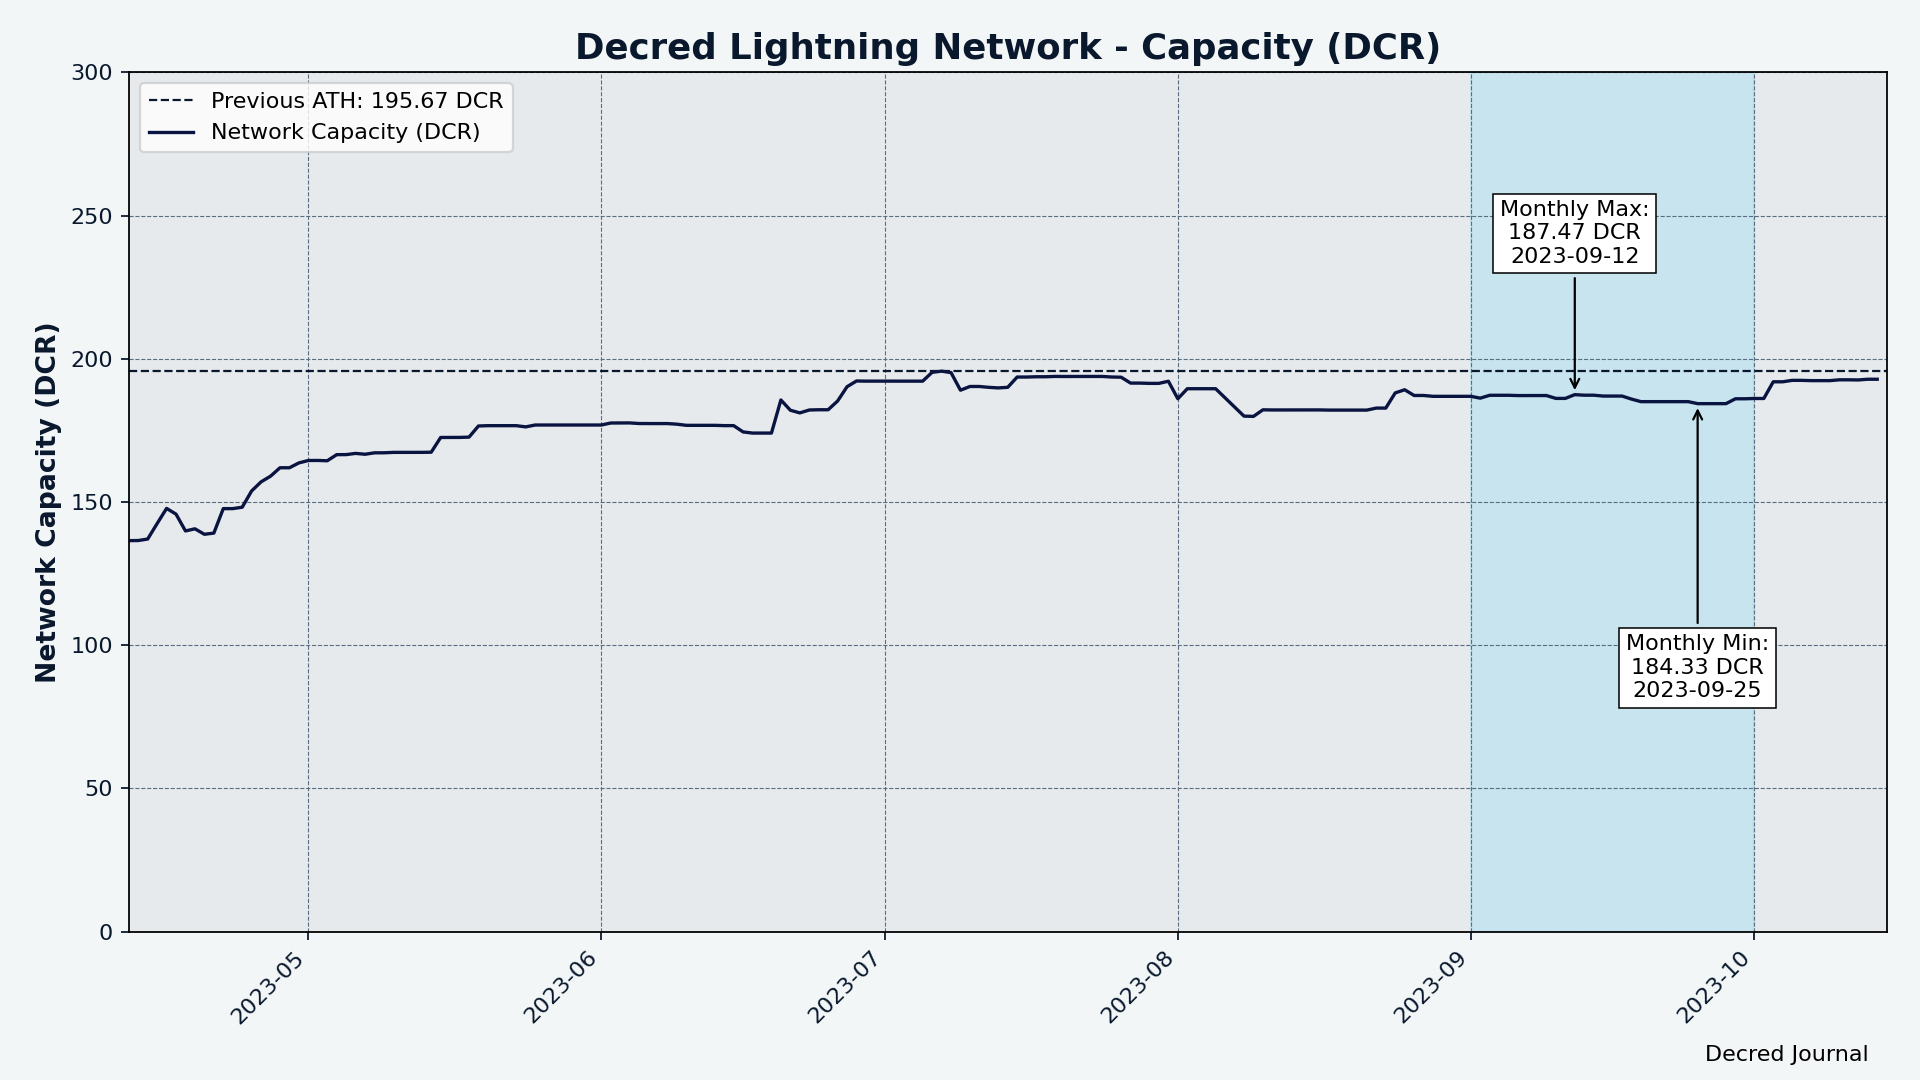 Decred Lightning Network - Capacity (DCR)
Previous ATH: 195.67 DCR
Network Capacity (DCR)
Network Capacity (DCR)
300
250
200
150
100
50
0
Monthly Max:
187.47 DCR
2023-09-12
Monthly Min:
184.33 DCR
2023-09-25
2023-05
2023-06
2023-07
2023-08
2023-09
2023-10
Decred Journal